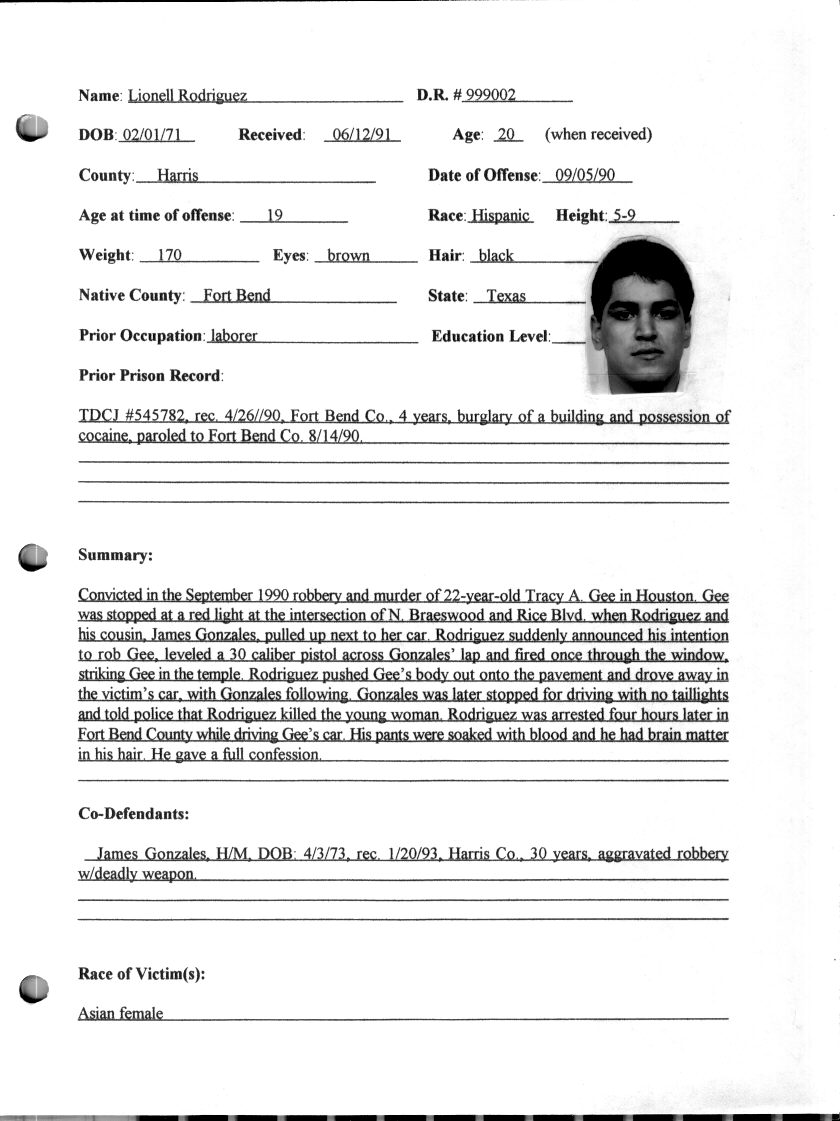 Name: Lionell Rodriguez D.R. # 999002
DOB: 02/01/71 Received: 06/12/91 Age: 20 (when received)
County: Harris Date of Offense: 09/05/90
Age at time of offense: 19 Race: Hispanic Height: 5-9
Weight: 170 Eyes: brown Hair: black
Native County: Fort Bend State: Texas
Prior Occupation: laborer Education Level:
Prior Prison Record:
TDCJ #545782, rec. 4/26//90, Fort Bend Co., 4 years, burglary of a building and possession of
cocaine, paroled to Fort Bend Co. 8/14/90.
Summary:
Convicted in the September 1990 robbery and murder of 22-year-old Tracy A. Gee in Houston. Gee
was stopped at a red light at the intersection of N. Braeswood and Rice Blvd. when Rodriguez and
his cousin, James Gonzales, pulled up next to her car. Rodriguez suddenly announced his intention
to rob Gee, leveled a 30 caliber pistol across Gonzales' lap and fired once through the window,
striking Gee in the temple. Rodriguez pushed Gee's body out onto the pavement and drove away in
the victim's car, with Gonzales following. Gonzales was later stopped for driving with no taillights
and told police that Rodriguez killed the young woman. Rodriguez was arrested four hours later in
Fort Bend County while driving Gee's car. His pants were soaked with blood and he had brain matter
in his hair. He gave a full confession.
Co-Defendants:
James Gonzales, H/M, DOB: 4/3/73, rec. 1/20/93, Harris Co., 30 years, aggravated robbery
w/deadly weapon.
Race of Victim(s):
Asian female